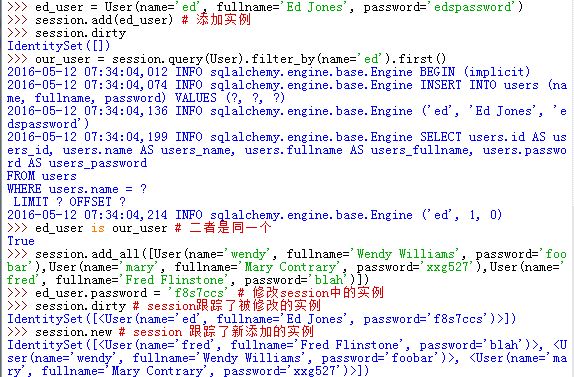 >>> ed_user = User(name='ed', fullname='Ed Jones', password='edspassword')
>>> session.add(ed_user) # 添加实例
>>> session.dirty
IdentitySet([])
>>> our_user = session.query(User).filter_by(name='ed').first()
2016-05-12 07:34:04,012 INFO sqlalchemy.engine.base.Engine BEGIN (implicit)
2016-05-12 07:34:04,074 INFO sqlalchemy.engine.base.Engine INSERT INTO users (na
me, fullname, password) VALUES (?, ?, ?)
2016-05-12 07:34:04,136 INFO sqlalchemy.engine.base.Engine ('ed', 'Ed Jones', 'e
dspassword')
2016-05-12 07:34:04,199 INFO sqlalchemy.engine.base.Engine SELECT users.id AS us
ers_id, users.name AS users_name, users.fullname AS users_fullname, users.passwo
rd AS users_password
FROM users
WHERE users.name = ?
 LIMIT ? OFFSET ?
2016-05-12 07:34:04,214 INFO sqlalchemy.engine.base.Engine ('ed', 1, 0)
>>> ed_user is our_user # 二者是同一个
True
>>> session.add_all([User(name='wendy', fullname='Wendy Williams', password='foo
bar'),User(name='mary', fullname='Mary Contrary', password='xxg527'),User(name='
fred', fullname='Fred Flinstone', password='blah')])
>>> ed_user.password = 'f8s7ccs' # 修改session中的实例
>>> session.dirty # session跟踪了被修改的实例
IdentitySet([<User(name='ed', fullname='Ed Jones', password='f8s7ccs')>])
>>> session.new # session 跟踪了新添加的实例
IdentitySet([<User(name='fred', fullname='Fred Flinstone', password='blah')>, <U
ser(name='wendy', fullname='Wendy Williams', password='foobar')>, <User(name='ma
ry', fullname='Mary Contrary', password='xxg527')>])